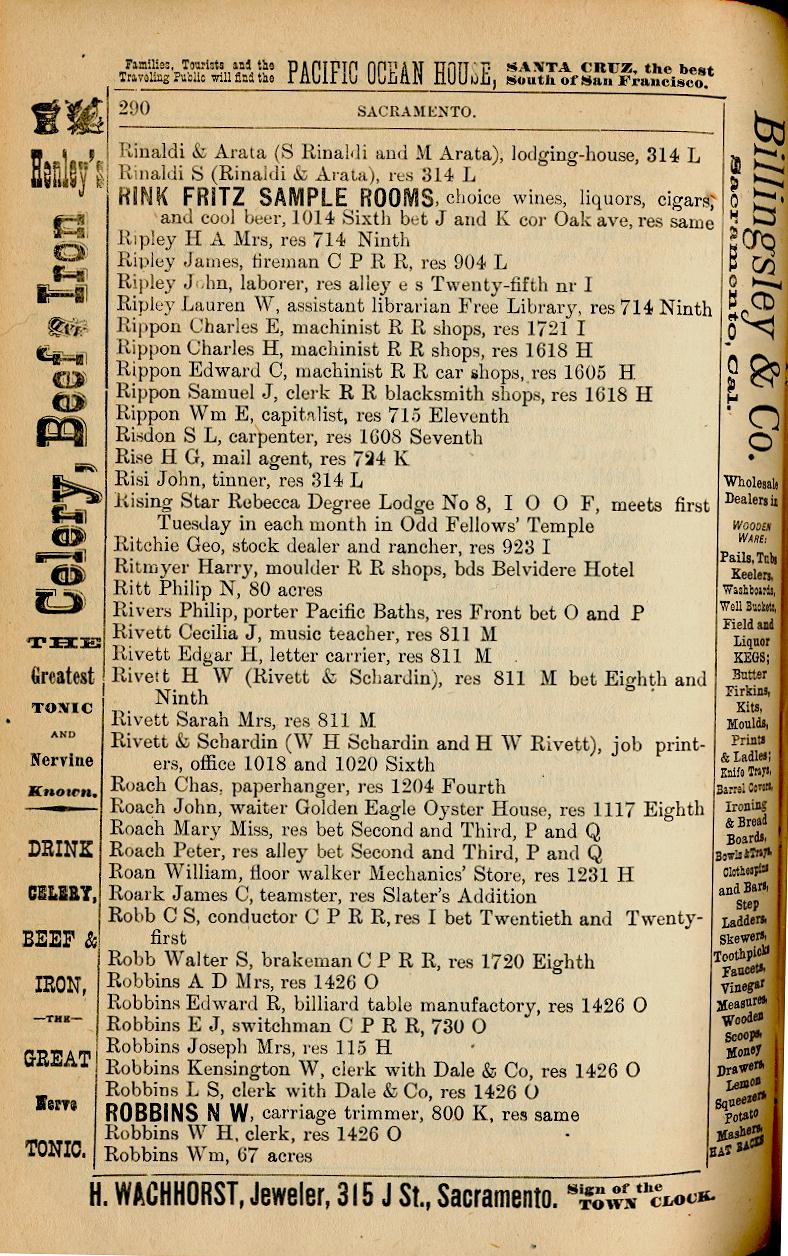 Families, Tourists and the
Traveling Public will find the
PACIFIC OCEAN HOUSE,
SANTA CRUZ, the best
South of San Francisco.
290
SACRAMENTO.
Rinaldi & Arata (S Rinaldi and M Arata), lodging-house, 314 L
Rinaldi S (Rinaldi & Arata), res 314 L
RINK FRITZ SAMPLE ROOMS, choice wines, liquors, cigars,
and cool beer, 1014 Sixth bet J and K cor Oak ave, res same
Ripley H A Mrs, res 714 Ninth
Ripley James, fireman C P R R, res 904 L
Ripley John, laborer, res alley e s Twenty-fifth nr I
Ripley Lauren W, assistant librarian Free Library, res 714 Ninth
Rippon Charles E, machinist R R shops, res 1721 I
Rippon Charles H, machinist R R shops, res 1618 H
Rippon Edward C, machinist R R car shops, res 1605 H
Rippon Samuel J, clerk R R blacksmith shops, res 1618 H
Rippon Wm E, capitalist, res 715 Eleventh
Risdon S L, carpenter, res 1608 Seventh
Rise H G, mail agent, res 724 K
Risi John, tinner, res 314 L
Rising Star Rebecca Degree Lodge No 8, I O O F, meets first
Tuesday in each month in Odd Fellows' Temple
Ritchie Geo, stock dealer and rancher, res 923 I
Ritmyer Harry, moulder R R shops, bds Belvidere Hotel
Ritt Philip N, 80 acres
Rivers Philip, porter Pacific Baths, res Front bet O and P
Rivett Cecilia J, music teacher, res 811 M
Rivett Edgar H, letter carrier, res 811 M
Rivett H W (Rivett & Schardin), res 811 M bet Eighth and
Ninth
Rivett Sarah Mrs, res 811 M
Rivett & Schardin (W H Schardin and H W Rivett), job print-
ers, office 1018 and 1020 Sixth
Roach Chas, paperhanger, res 1204 Fourth
Roach John, waiter Golden Eagle Oyster House, res 1117 Eighth
Roach Mary Miss, res bet Second and Third, P and Q
Roach Peter, res alley bet Second and Third, P and Q
Roan William, floor walker Mechanics' Store, res 1231 H
Roark James C, teamster, res Slater's Addition
Robb C S, conductor C P R R, res I bet Twentieth and Twenty-
first
Robb Walter S, brakeman C P R R, res 1720 Eighth
Robbins A D Mrs, res 1426 O
Robbins Edward R, billiard table manufactory, res 1426 O
Robbins E J, switchman C P R R, 730 O
Robbins Joseph Mrs, res 115 H
Robbins Kensington W, clerk with Dale & Co, res 1426 O
Robbins L S, clerk with Dale & Co, res 1426 O
ROBBINS N W, carriage trimmer, 800 K, res same
Robbins W H, clerk, res 1426 O
Robbins Wm, 67 acres
Henley's
Celery, Beef & Iron
THE
Greatest
TONIC
AND
Nervine
Known.
DRINK
CELERY,
BEEF &
IRON,
—THE—
GREAT
Nerve
TONIC.
Billingsley & Co.
Sacramento, Cal.
Wholesale
Dealers in
WOODEN
WARE:
Pails, Tubs
Keelers,
Washboards,
Well Buckets,
Field and
Liquor
KEGS;
Butter
Firkins,
Kits,
Moulds,
Prints
& Ladles;
Knife Trays,
Barrel Covers,
Ironing
& Bread
Boards,
Bowls & Trays,
Clothespins
and Bars,
Step
Ladders,
Skewers,
Toothpicks
Faucets,
Vinegar
Measures,
Wooden
Scoops,
Money
Drawers,
Lemon
Squeezers,
Potato
Mashers,
HAT RACKS
H. WACHHORST, Jeweler, 315 J St., Sacramento.
Sign of the
TOWN CLOCK.